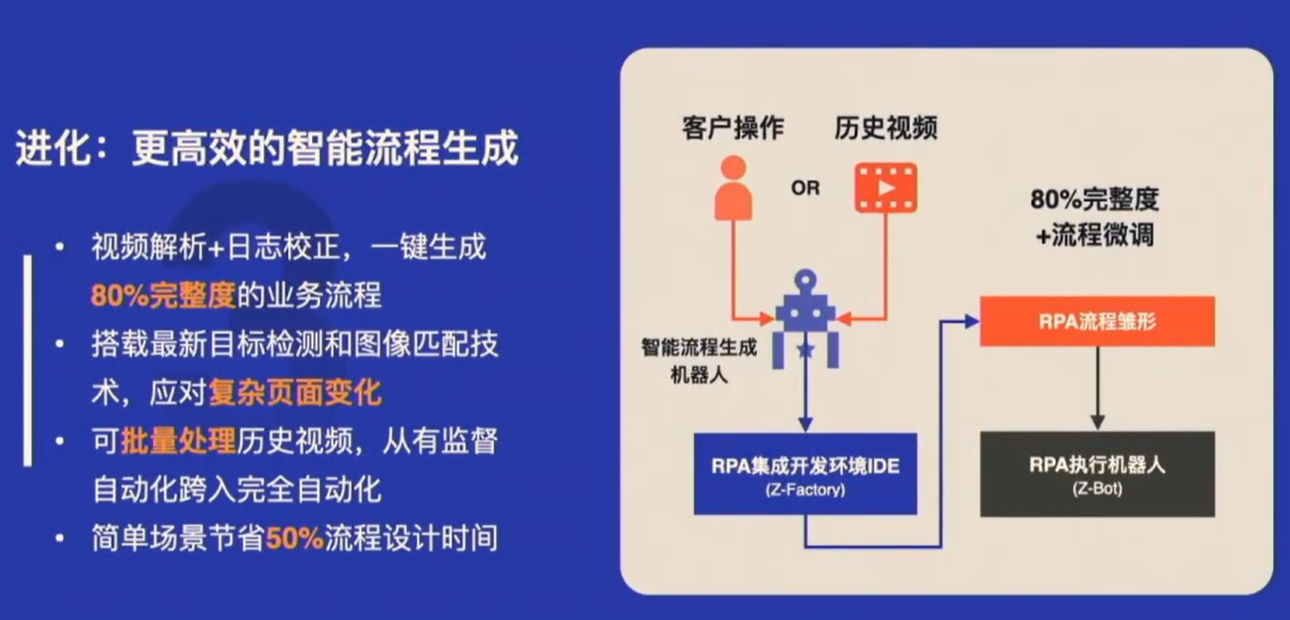 进化：更高效的智能流程生成
• 视频解析+日志校正，一键生成
80%完整度的业务流程
• 搭载最新目标检测和图像匹配技
术，应对复杂页面变化
• 可批量处理历史视频，从有监督
自动化跨入完全自动化
• 简单场景节省50%流程设计时间
客户操作
OR
历史视频
智能流程生成
机器人
RPA集成开发环境IDE
(Z-Factory)
80%完整度
+流程微调
RPA流程雏形
RPA执行机器人
(Z-Bot)